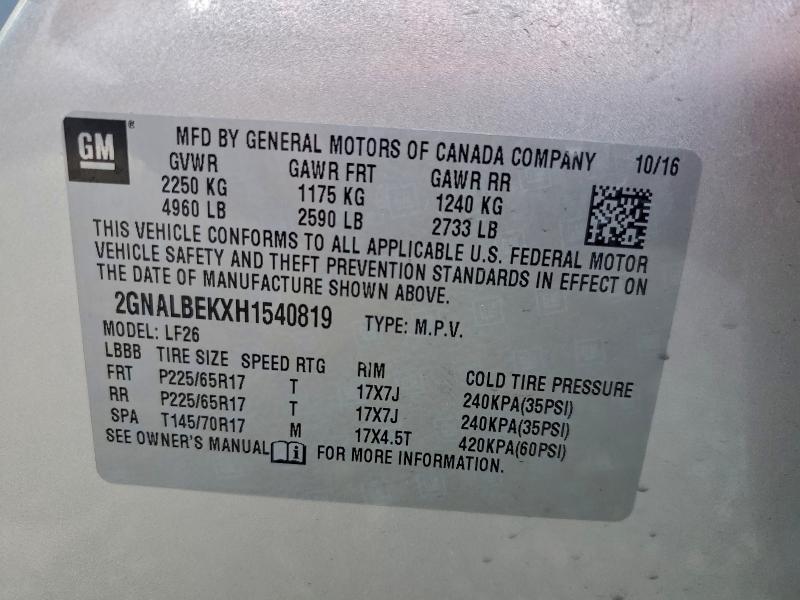 GM ® MFD BY GENERAL MOTORS OF CANADA COMPANY 10/16
GVWR GAWR FRT GAWR RR
2250 KG 1175 KG 1240 KG
4960 LB 2590 LB 2733 LB
THIS VEHICLE CONFORMS TO ALL APPLICABLE U.S. FEDERAL MOTOR
VEHICLE SAFETY AND THEFT PREVENTION STANDARDS IN EFFECT ON
THE DATE OF MANUFACTURE SHOWN ABOVE.
2GNALBEKXH1540819 TYPE: M.P.V.
MODEL: LF26
LBBB TIRE SIZE SPEED RTG RIM COLD TIRE PRESSURE
FRT P225/65R17 T 17X7J 240KPA(35PSI)
RR P225/65R17 T 17X7J 240KPA(35PSI)
SPA T145/70R17 M 17X4.5T 420KPA(60PSI)
SEE OWNER'S MANUAL FOR MORE INFORMATION.